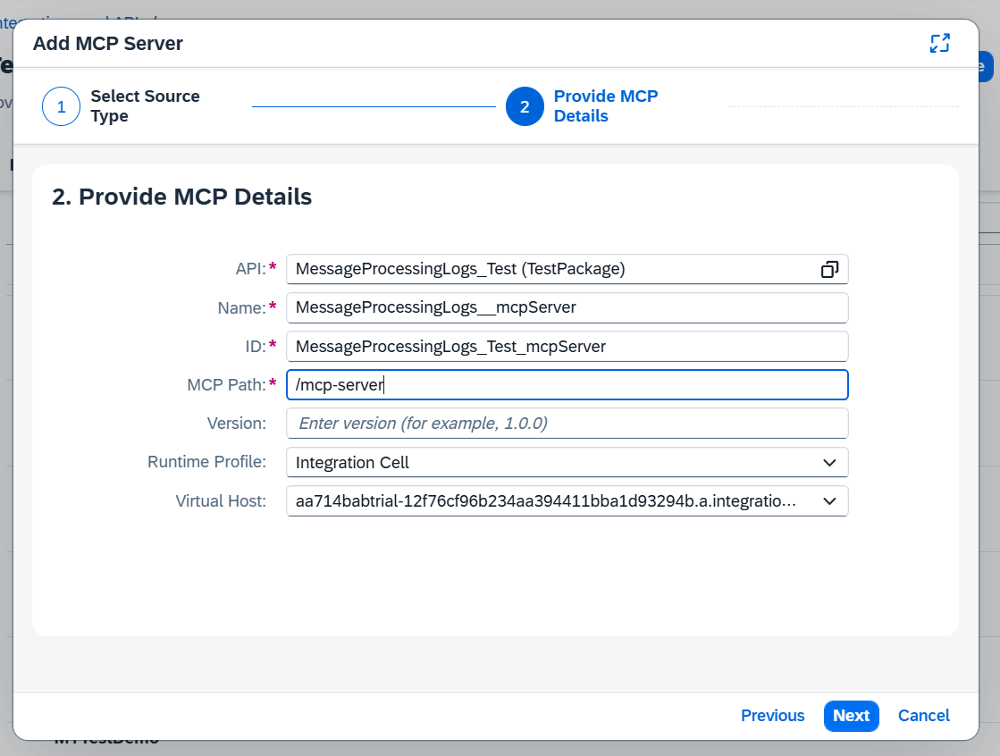 Add MCP Server
1
Select Source
Type
2
Provide MCP
Details
2. Provide MCP Details
API:*
MessageProcessingLogs_Test (TestPackage)
Name:*
MessageProcessingLogs__mcpServer
ID:*
MessageProcessingLogs_Test_mcpServer
MCP Path:*
/mcp-server
Version:
Enter version (for example, 1.0.0)
Runtime Profile:
Integration Cell
Virtual Host:
aa714babtrial-12f76cf96b234aa394411bba1d93294b.a.integratio...
Previous
Next
Cancel